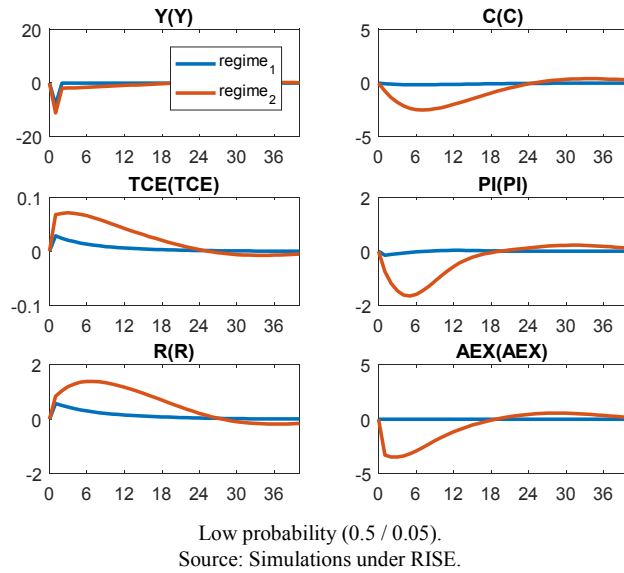 Y(Y)
20
0
-20
0 6 12 18 24 30 36
regime_1
regime_2
C(C)
5
0
-5
0 6 12 18 24 30 36
TCE(TCE)
0.1
0
-0.1
0 6 12 18 24 30 36
PI(PI)
2
0
-2
0 6 12 18 24 30 36
R(R)
2
0
-2
0 6 12 18 24 30 36
AEX(AEX)
5
0
-5
0 6 12 18 24 30 36
Low probability (0.5 / 0.05).
Source: Simulations under RISE.